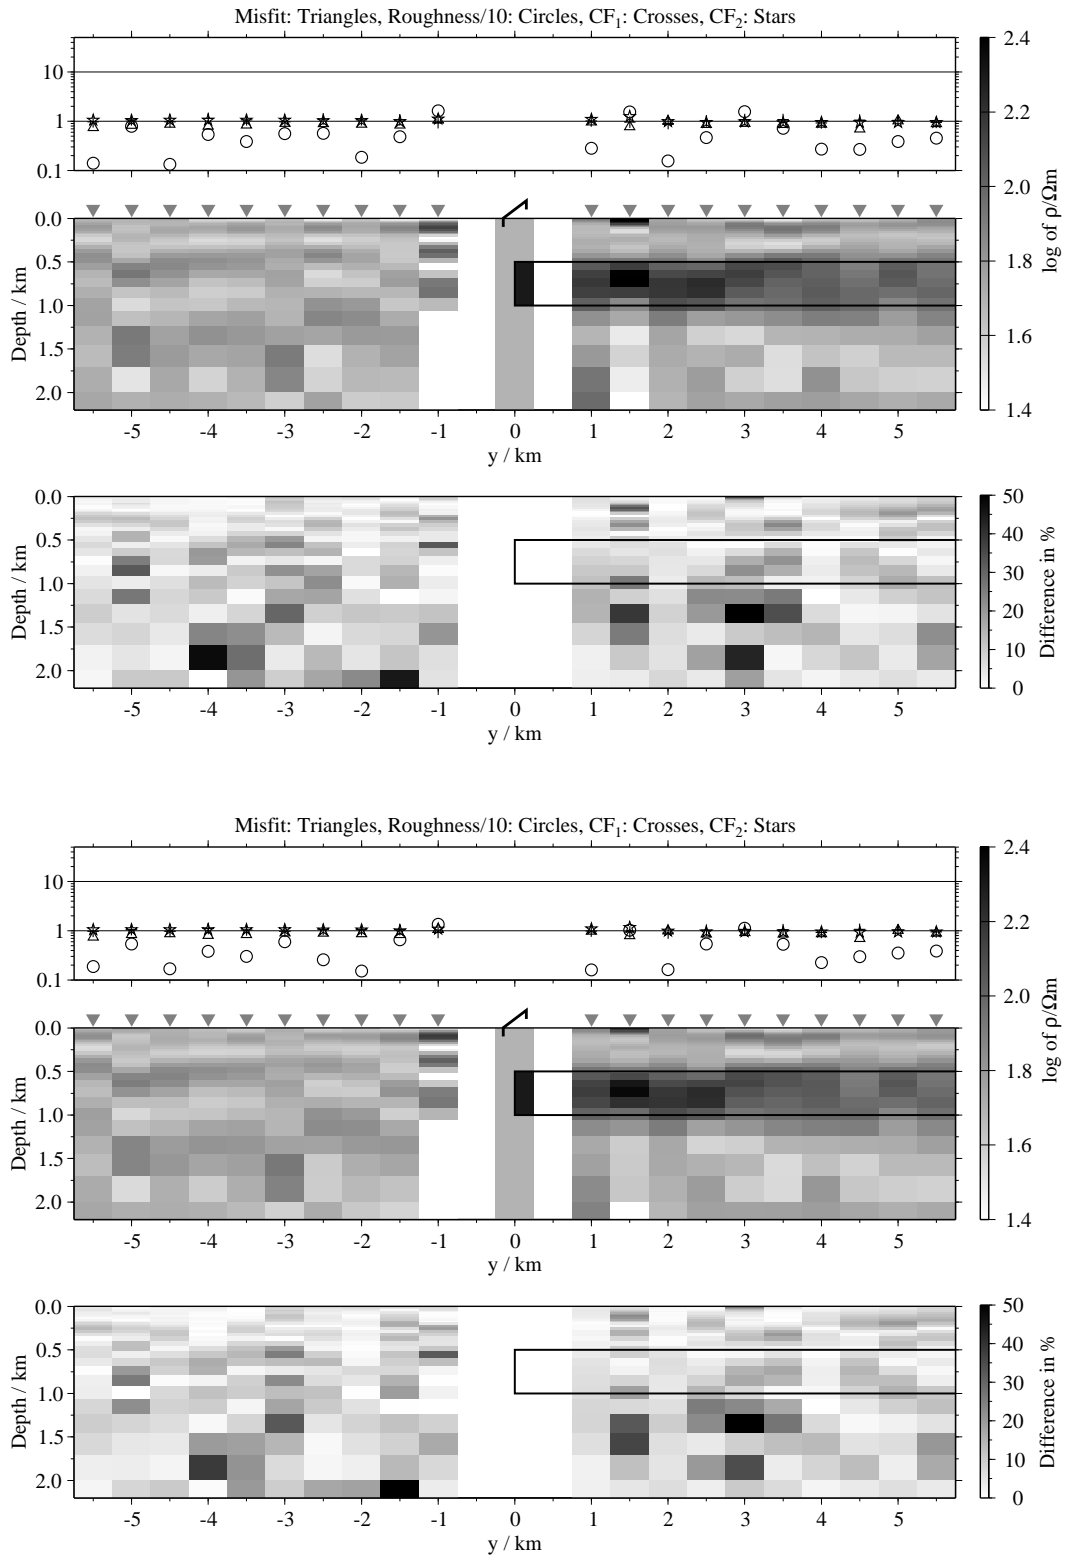 Misfit: Triangles, Roughness/10: Circles, CF1: Crosses, CF2: Stars
10
1
0.1
2.4
2.2
2.0
1.8
1.6
1.4
log of ρ/Ωm
0.0
0.5
1.0
1.5
2.0
Depth / km
-5 -4 -3 -2 -1 0 1 2 3 4 5
y / km
0.0
0.5
1.0
1.5
2.0
Depth / km
50
40
30
20
10
0
Difference in %
-5 -4 -3 -2 -1 0 1 2 3 4 5
y / km
Misfit: Triangles, Roughness/10: Circles, CF1: Crosses, CF2: Stars
10
1
0.1
2.4
2.2
2.0
1.8
1.6
1.4
log of ρ/Ωm
0.0
0.5
1.0
1.5
2.0
Depth / km
-5 -4 -3 -2 -1 0 1 2 3 4 5
y / km
0.0
0.5
1.0
1.5
2.0
Depth / km
50
40
30
20
10
0
Difference in %
-5 -4 -3 -2 -1 0 1 2 3 4 5
y / km